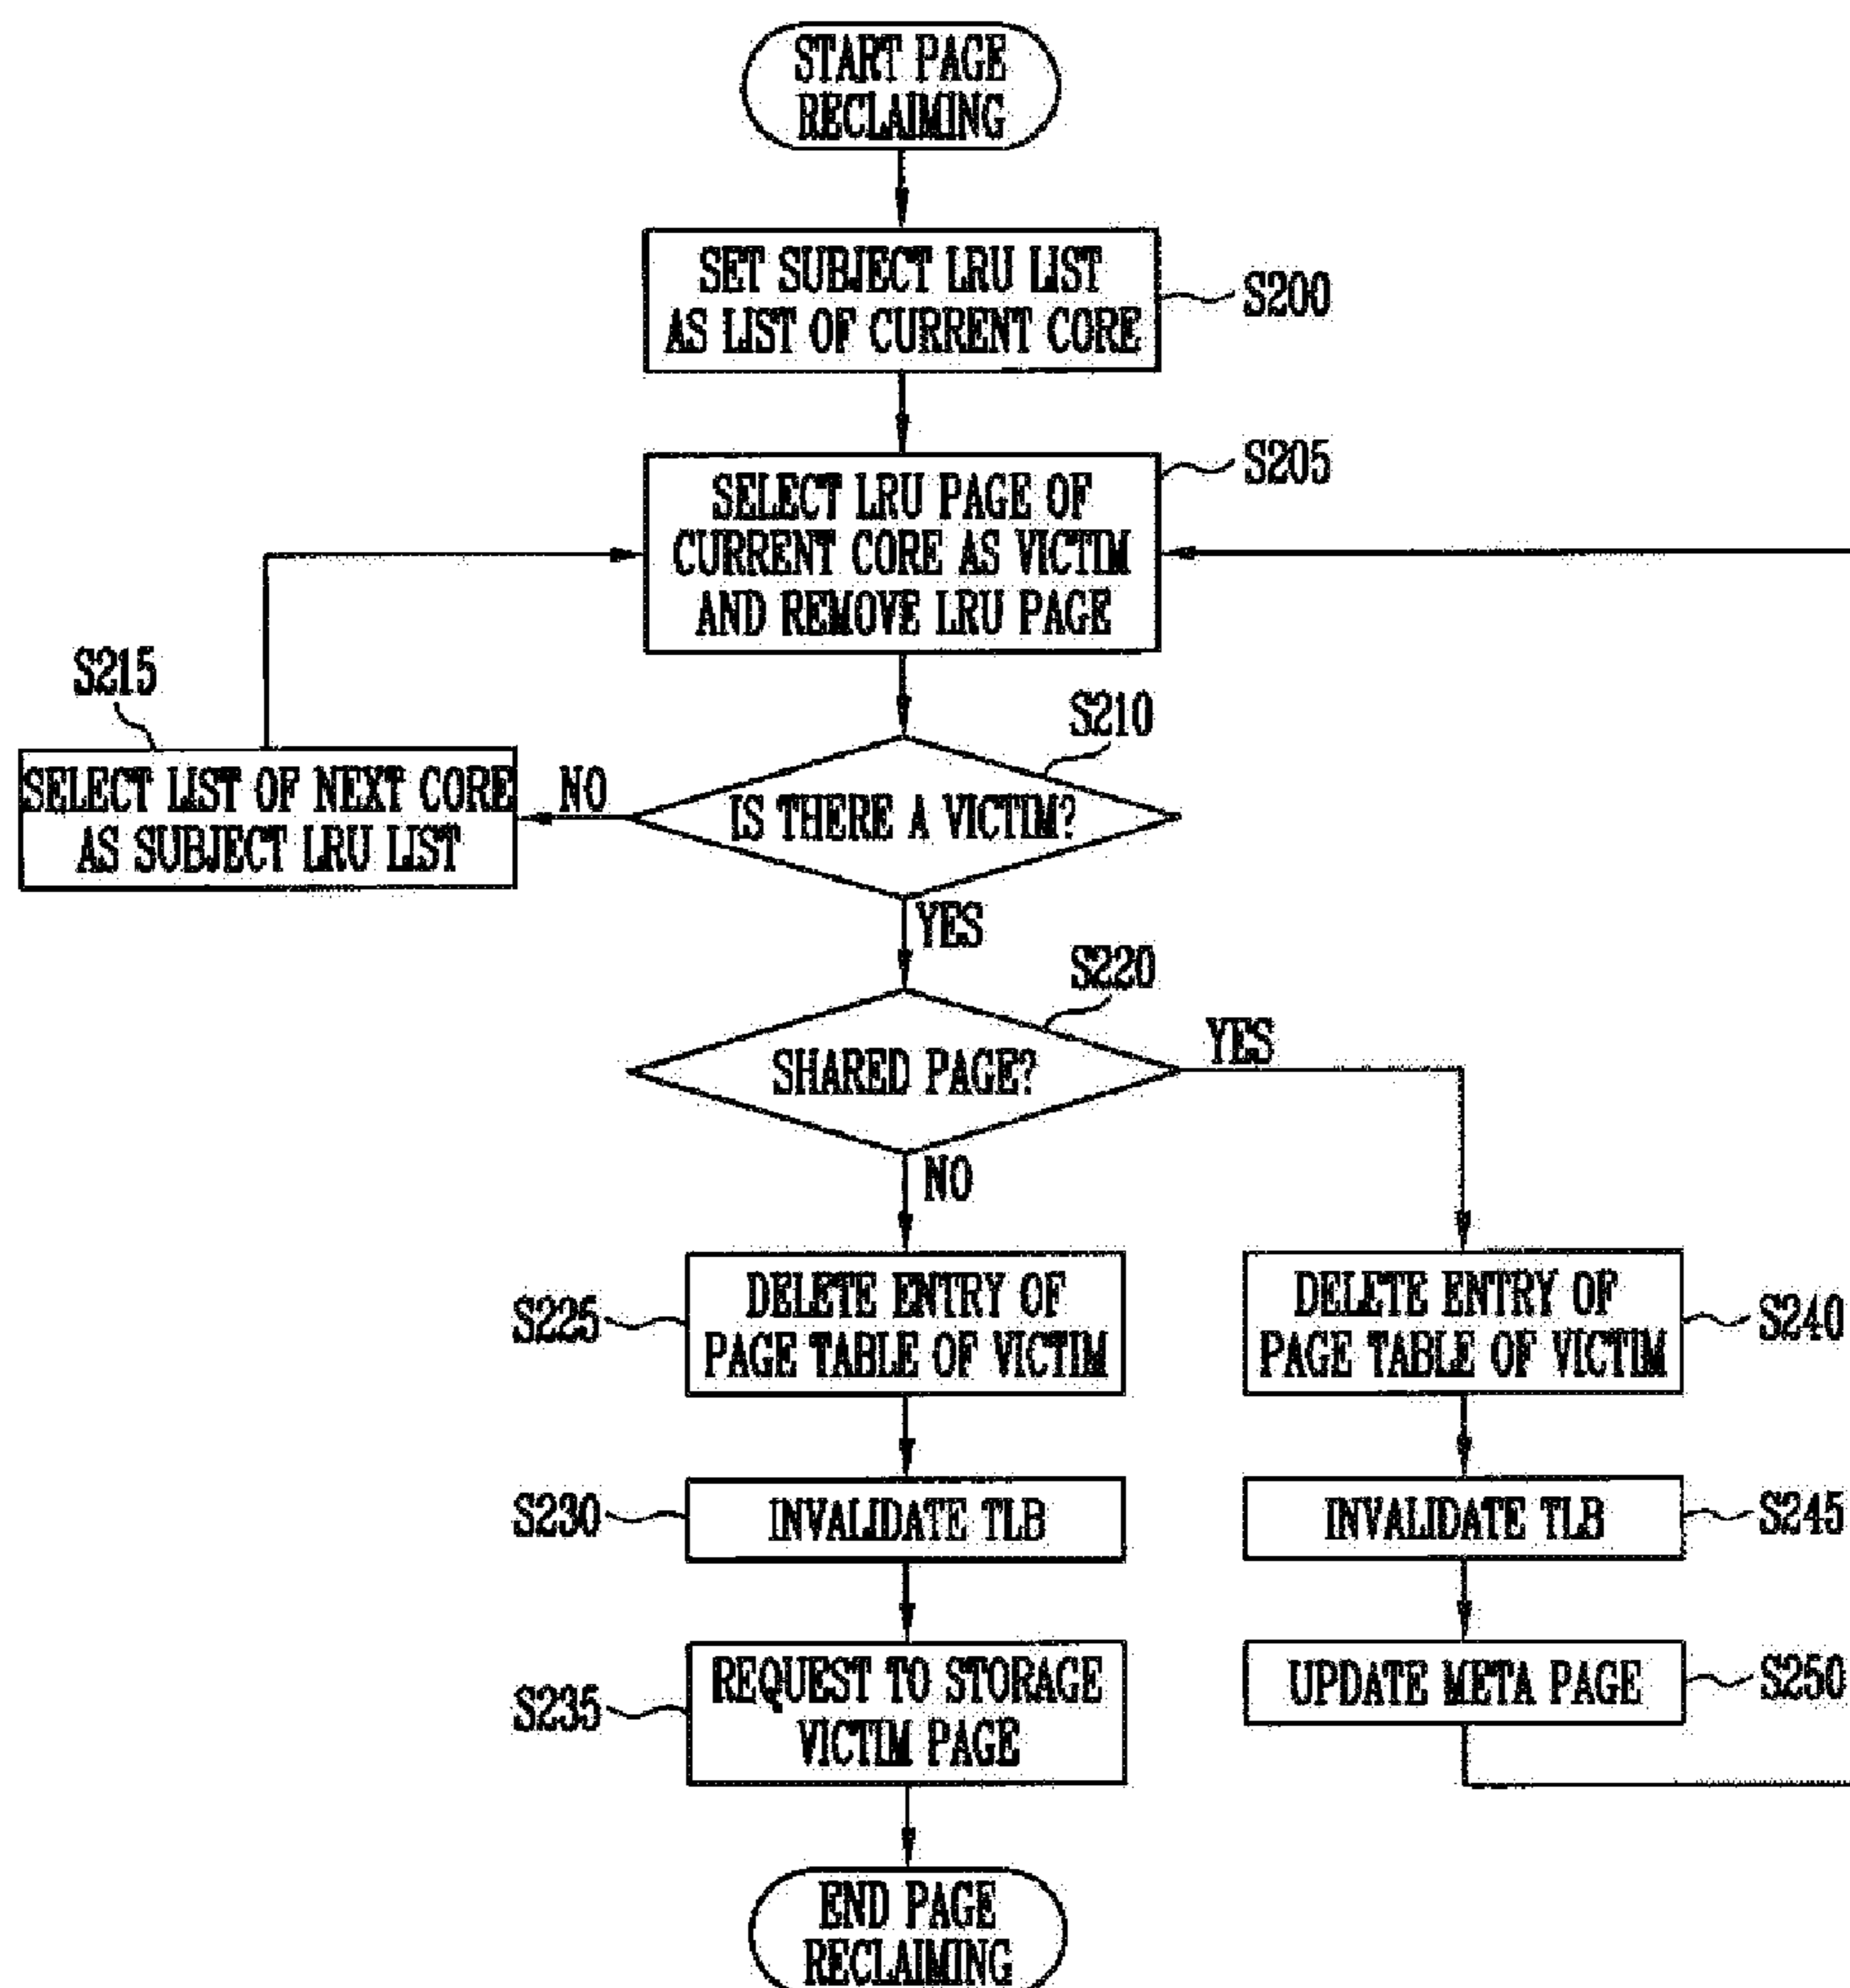 START PAGE
RECLAIMING
SET SUBJECT LRU LIST
AS LIST OF CURRENT CORE
S200
SELECT LRU PAGE OF
CURRENT CORE AS VICTIM
AND REMOVE LRU PAGE
S205
S215
SELECT LIST OF NEXT CORE
AS SUBJECT LRU LIST
NO
S210
IS THERE A VICTIM?
YES
S220
SHARED PAGE?
YES
NO
S225
DELETE ENTRY OF
PAGE TABLE OF VICTIM
DELETE ENTRY OF
PAGE TABLE OF VICTIM
S240
S230
INVALIDATE TLB
INVALIDATE TLB
S245
S235
REQUEST TO STORAGE
VICTIM PAGE
UPDATE META PAGE
S250
END PAGE
RECLAIMING